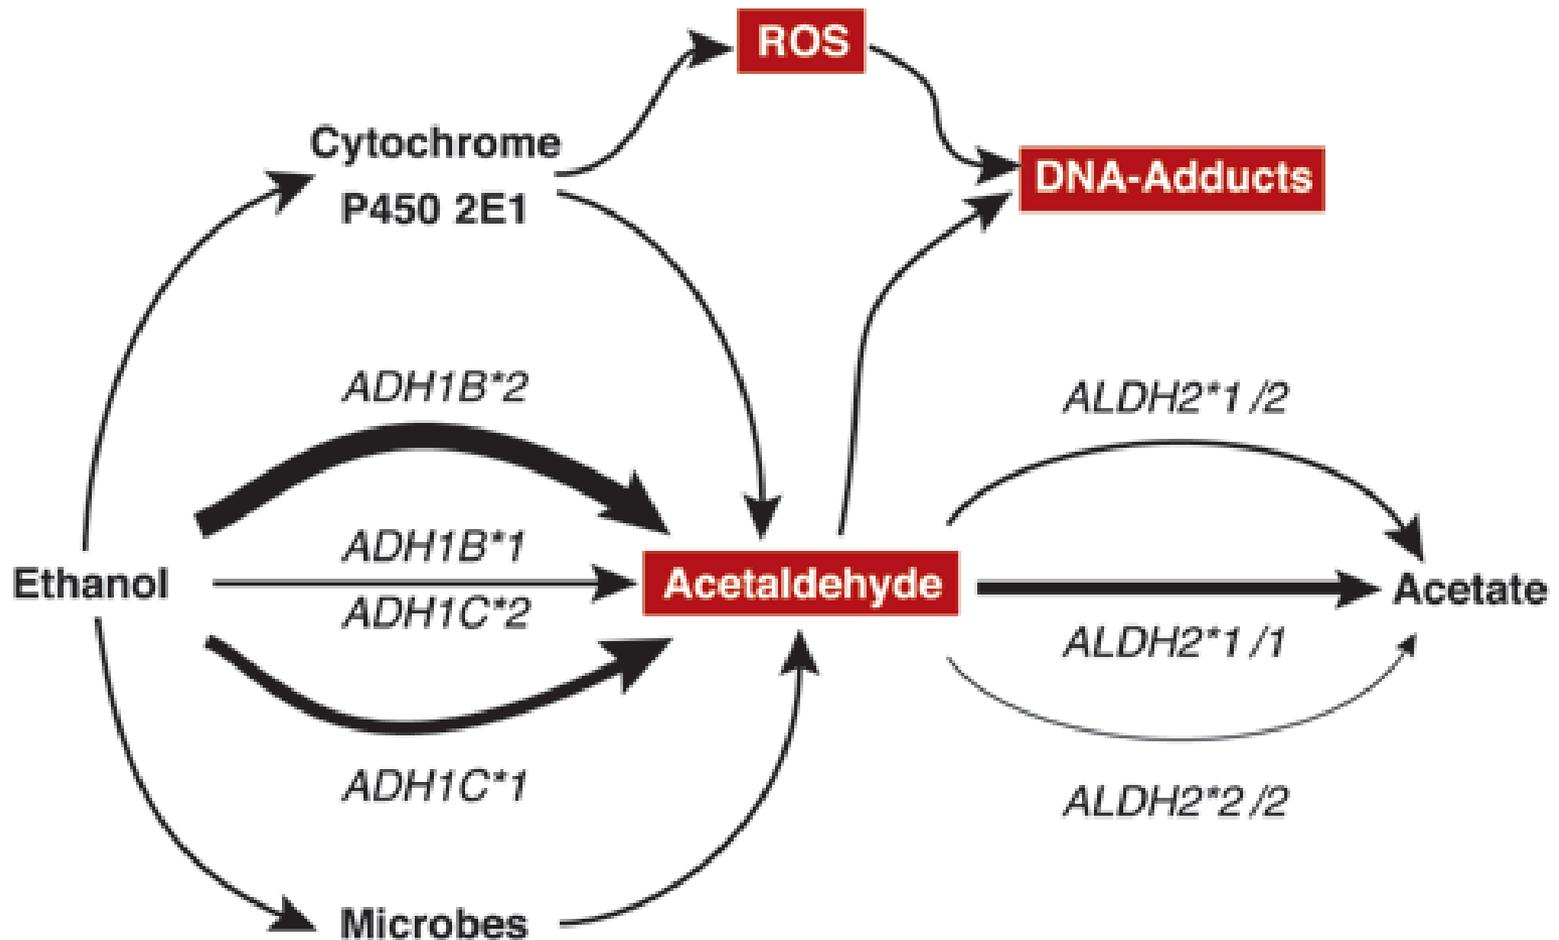 ROS
Cytochrome
P450 2E1
DNA-Adducts
ADH1B*2
ALDH2*1/2
ADH1B*1
Ethanol
Acetaldehyde
Acetate
ADH1C*2
ALDH2*1/1
ADH1C*1
ALDH2*2/2
Microbes